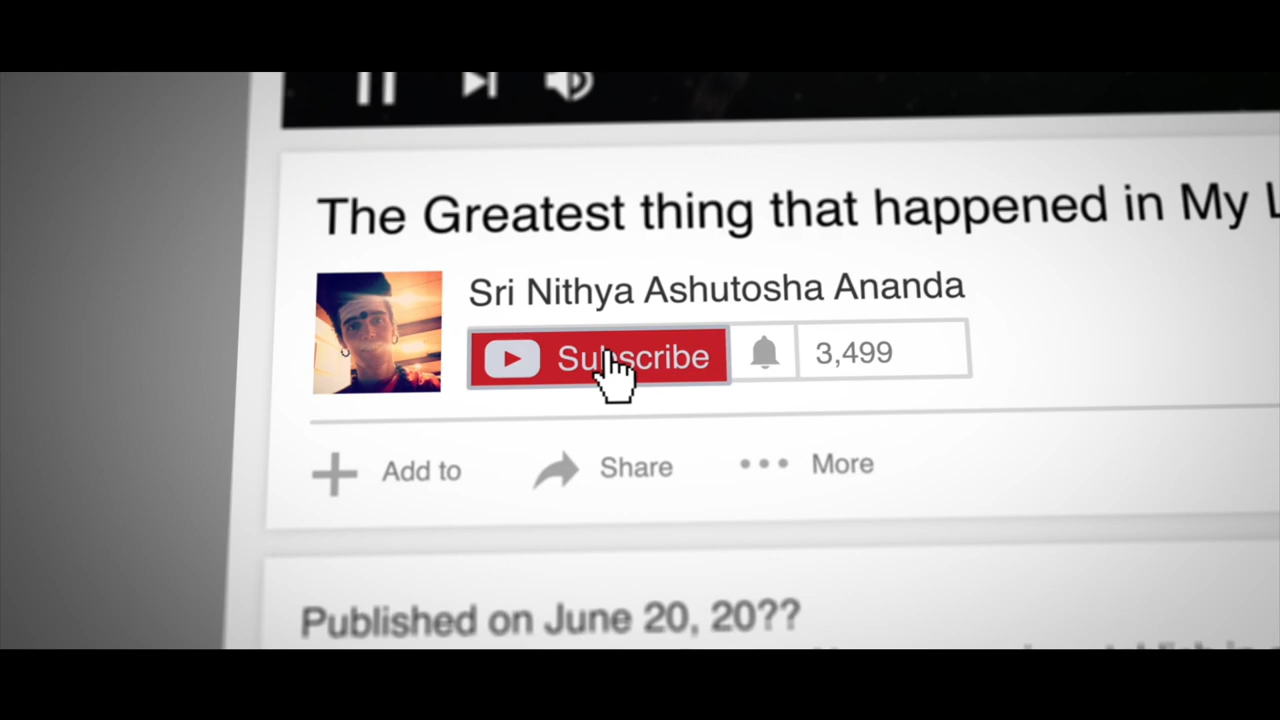 The Greatest thing that happened in My
Sri Nithya Ashutosha Ananda
Subscribe
3,499
Add to
Share
More
Published on June 20, 20??